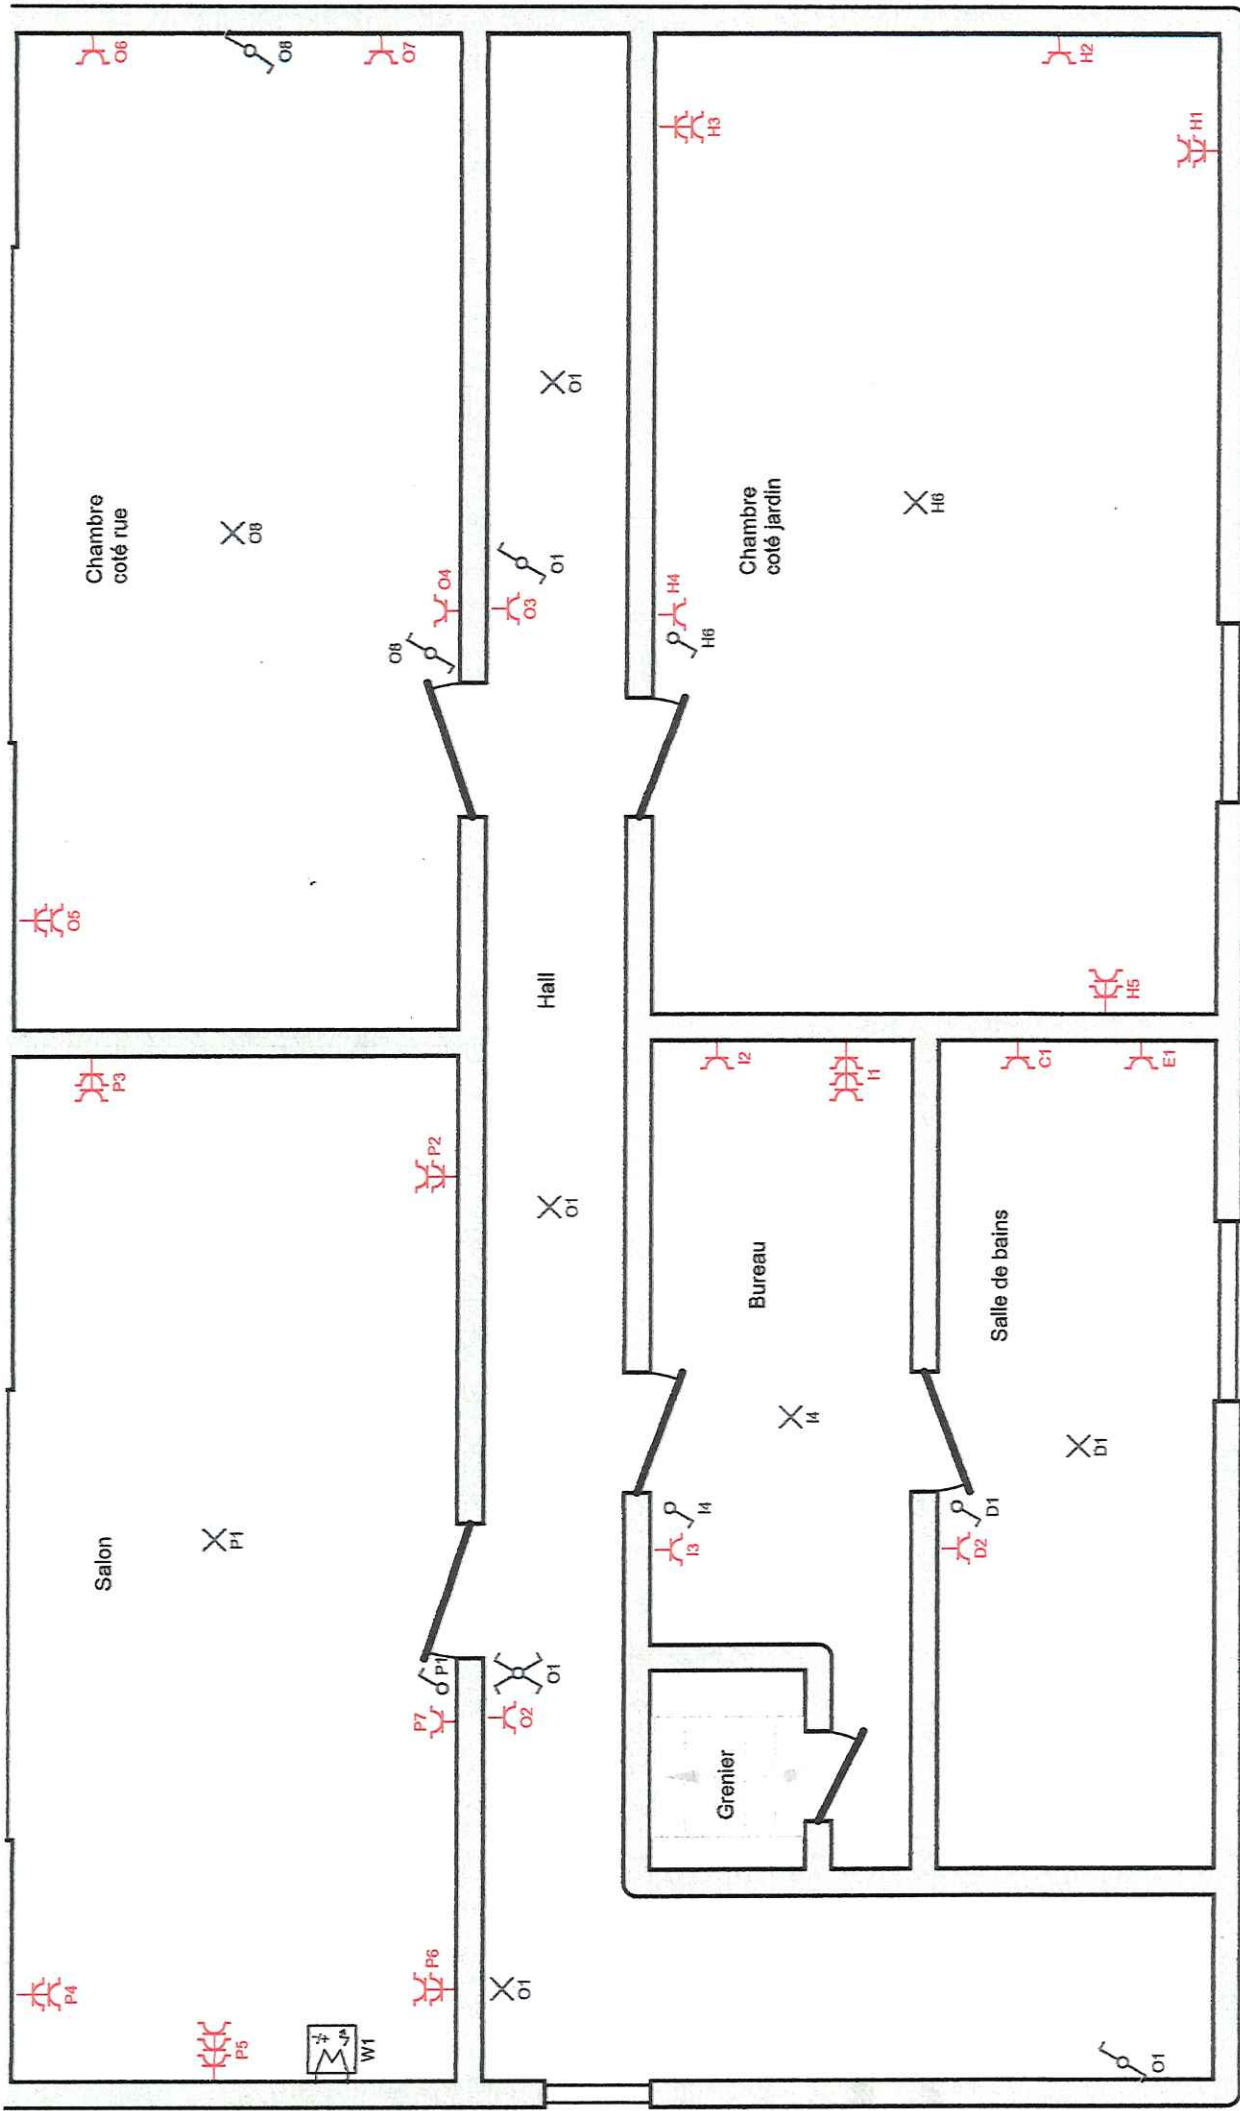 Salon
P4
P3
P1
P5
W1
P7
P1
P6
P2
Chambre
coté rue
O5
O6
O8
O8
O8
O7
O4
Hall
O1
O2
O1
O1
O3
O1
O1
O1
Grenier
Bureau
I3
I4
I4
I2
I1
Salle de bains
D2
D1
D1
C1
E1
Chambre
coté jardin
H4
H6
H3
H6
H2
H5
H1